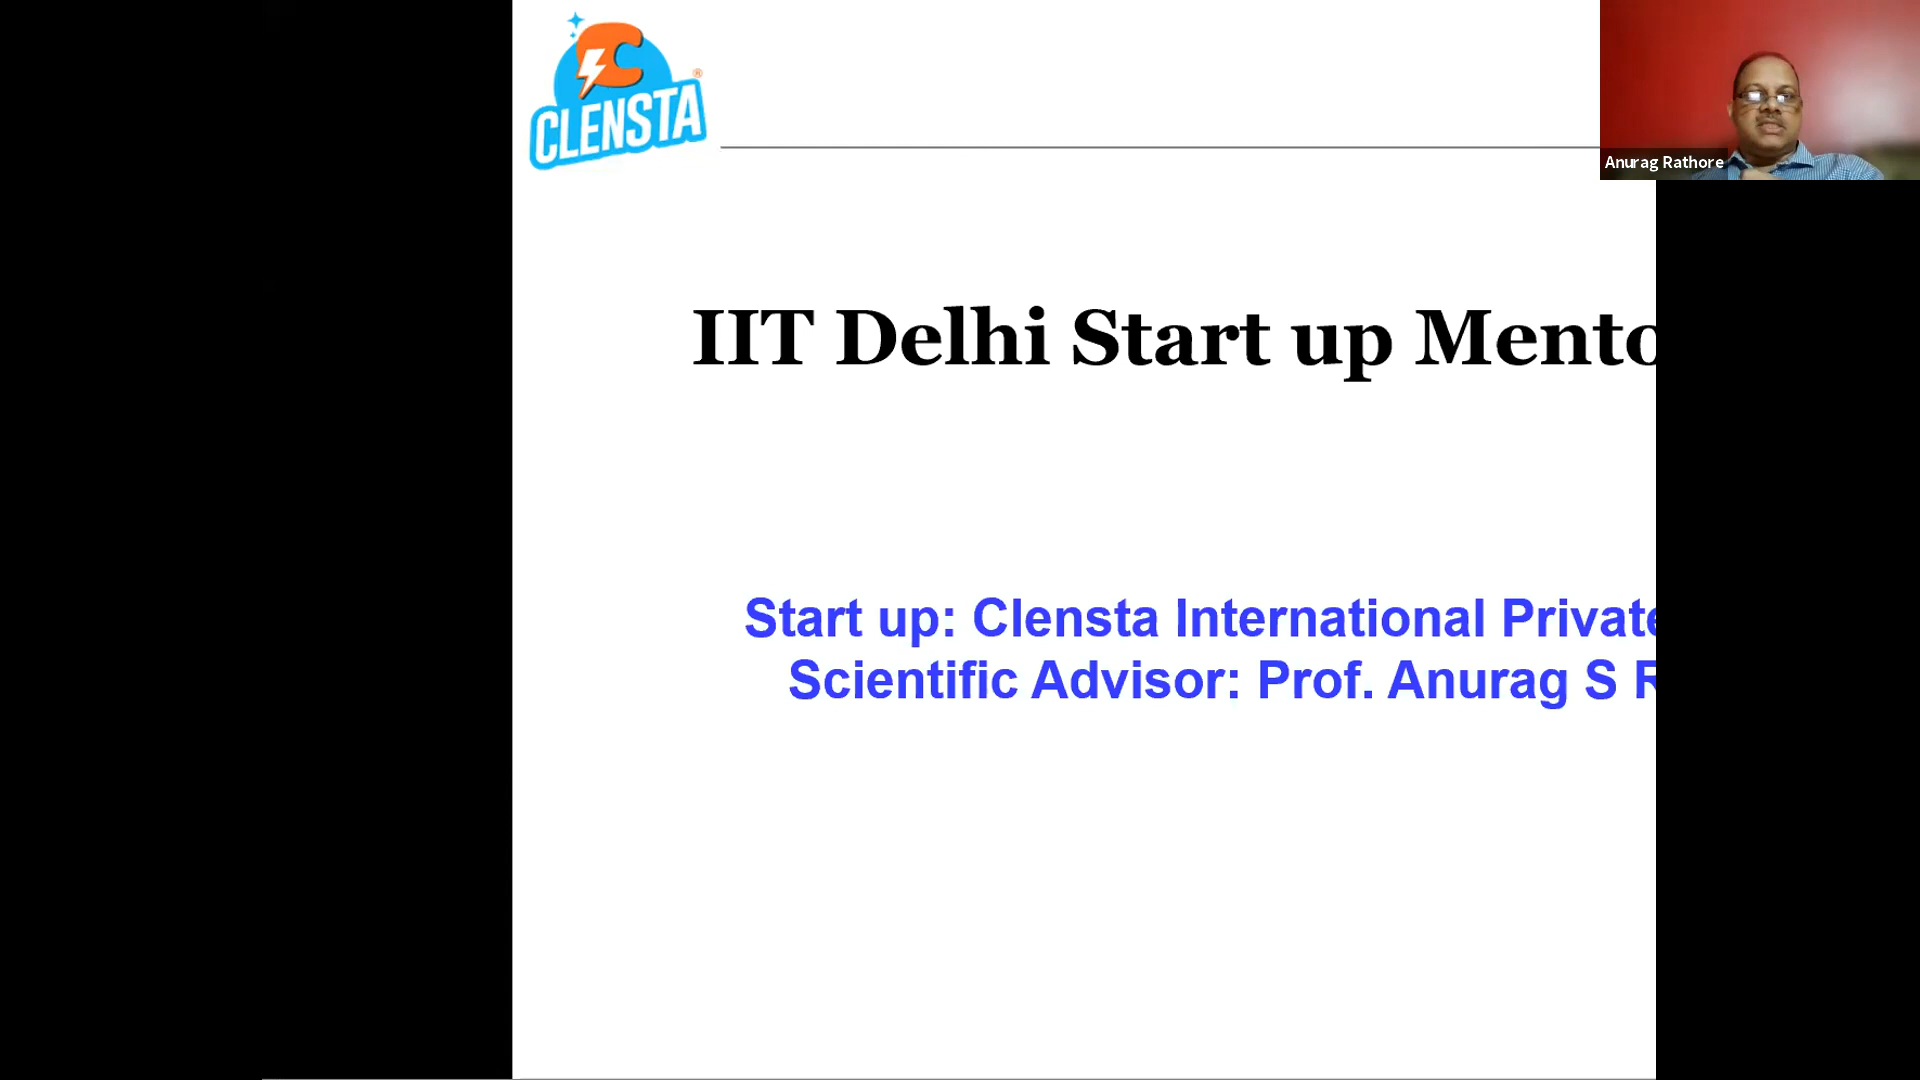 CLENSTA
Anurag Rathore
IIT Delhi Start up Mento
Start up: Clensta International Private
Scientific Advisor: Prof. Anurag S R